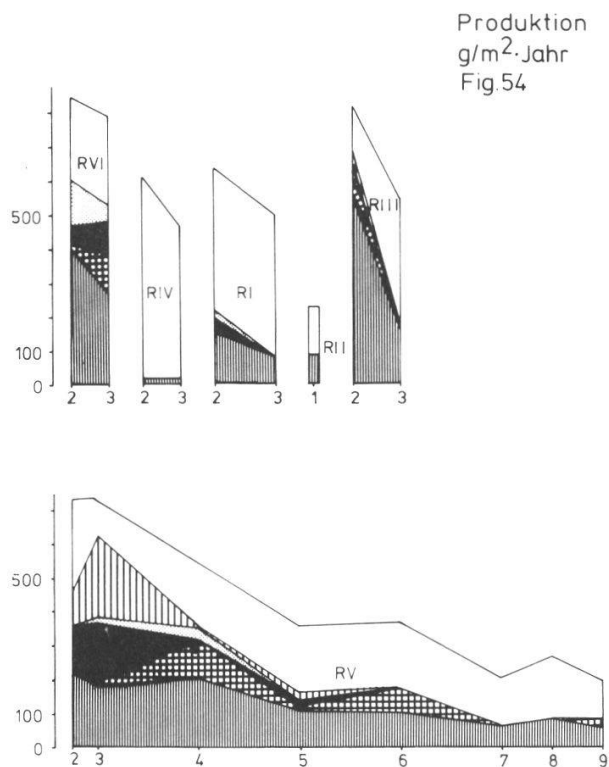 Produktion
g/m²·Jahr
Fig.54
RVI
RIV
RI
RII
RIII
500
100
0
2 3 2 3 2 3 1 2 3
500
100
0
RV
2 3 4 5 6 7 8 9